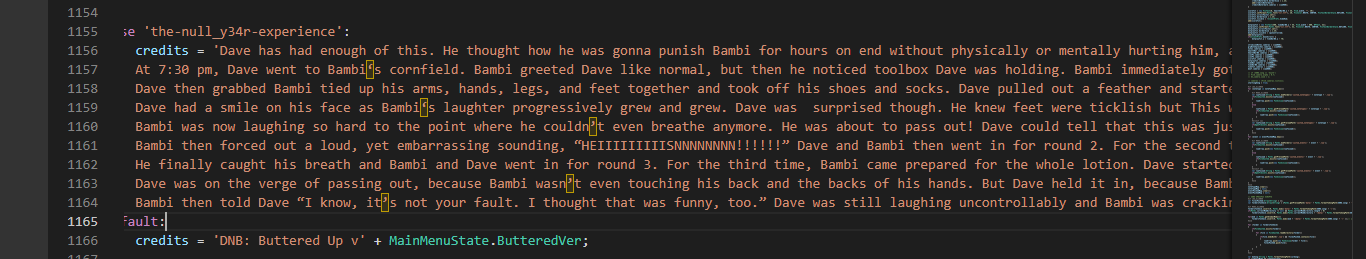 1154
1155 se 'the-null_y34r-experience':
1156 credits = 'Dave has had enough of this. He thought how he was gonna punish Bambi for hours on end without physically or mentally hurting him,
1157 At 7:30 pm, Dave went to Bambi‘s cornfield. Bambi greeted Dave like normal, but then he noticed toolbox Dave was holding. Bambi immediately
1158 Dave then grabbed Bambi tied up his arms, hands, legs, and feet together and took off his shoes and socks. Dave pulled out a feather and
1159 Dave had a smile on his face as Bambi‘s laughter progressively grew and grew. Dave was  surprised though. He knew feet were ticklish but This
1160 Bambi was now laughing so hard to the point where he couldn’t even breathe anymore. He was about to pass out! Dave could tell that this was
1161 Bambi then forced out a loud, yet embarrassing sounding, “HEIIIIIIIIISNNNNNNNN!!!!!!” Dave and Bambi then went in for round 2. For the second
1162 He finally caught his breath and Bambi and Dave went in for round 3. For the third time, Bambi came prepared for the whole lotion. Dave started
1163 Dave was on the verge of passing out, because Bambi wasn’t even touching his back and the backs of his hands. But Dave held it in, because
1164 Bambi then told Dave “I know, it’s not your fault. I thought that was funny, too.” Dave was still laughing uncontrollably and Bambi was
1165 fault:
1166 credits = 'DNB: Buttered Up v' + MainMenuState.ButteredVer;